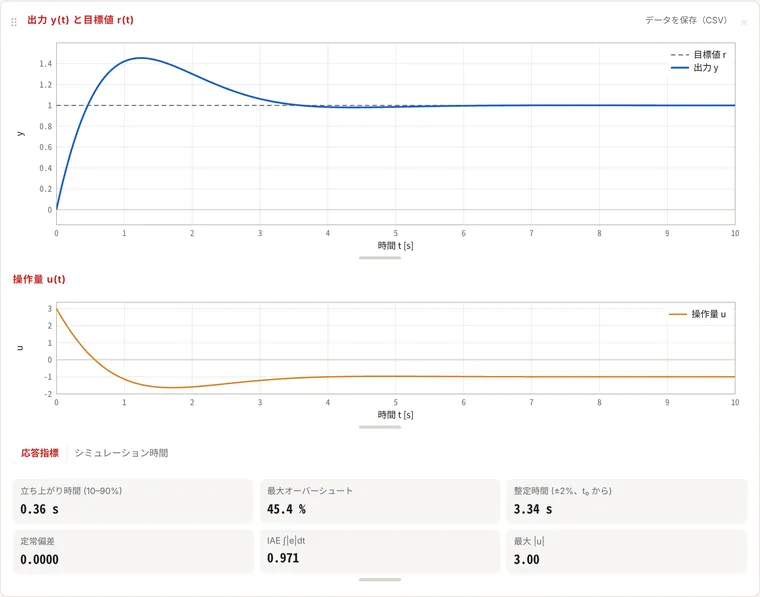 出力 y(t) と目標値 r(t)
データを保存（CSV）
×
目標値 r
出力 y
1.4
1.2
1
0.8
0.6
0.4
0.2
0
y
0 1 2 3 4 5 6 7 8 9 10
時間 t [s]
操作量 u(t)
操作量 u
3
2
1
0
-1
-2
u
0 1 2 3 4 5 6 7 8 9 10
時間 t [s]
応答指標 シミュレーション時間
立ち上がり時間 (10–90%)
0.36 s
最大オーバーシュート
45.4 %
整定時間 (±2%、t₀ から)
3.34 s
定常偏差
0.0000
IAE ∫|e|dt
0.971
最大 |u|
3.00